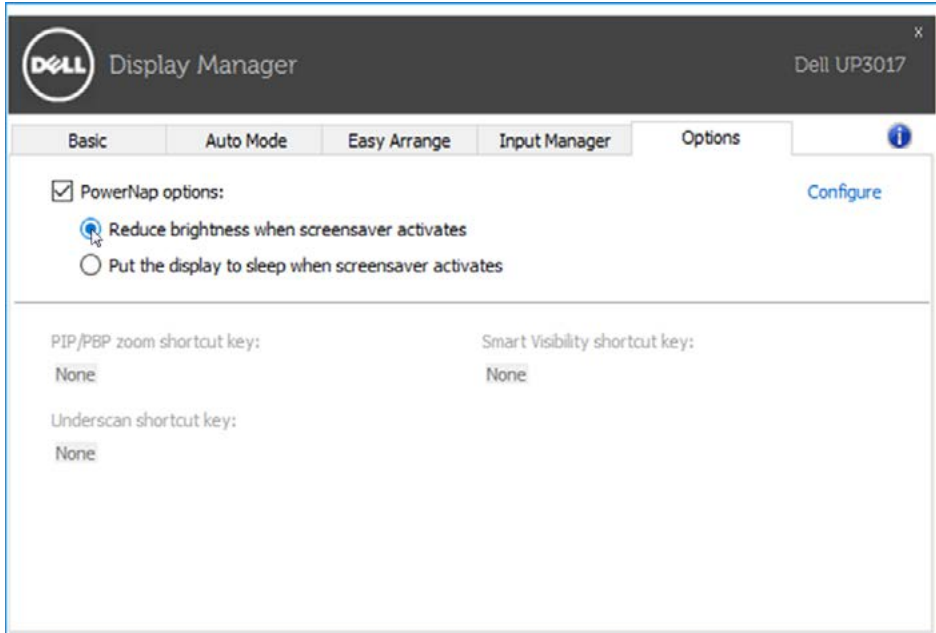 DELL Display Manager
x
Dell UP3017
Basic Auto Mode Easy Arrange Input Manager Options i
PowerNap options: Configure
Reduce brightness when screensaver activates
Put the display to sleep when screensaver activates
PIP/PBP zoom shortcut key: Smart Visibility shortcut key:
None None
Underscan shortcut key:
None